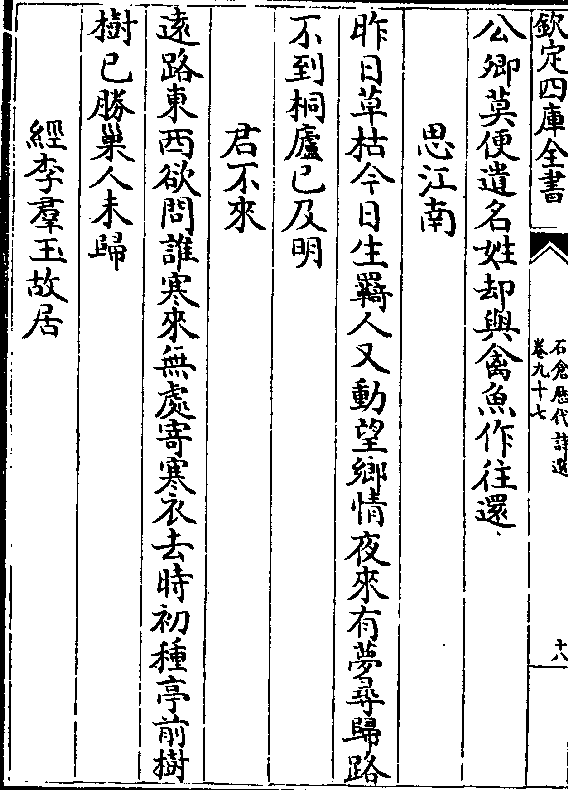 欽定四庫全書
石倉歷代詩選
卷九十七
十八
公卿莫便遺名姓却與禽魚作往還
思江南
昨日草枯今日生羇人又動望鄉情夜來有夢尋歸路
不到桐廬已及明
君不來
遠路東西欲問誰寒來無處寄寒衣去時初種亭前樹
樹已勝巢人未歸
經李羣玉故居